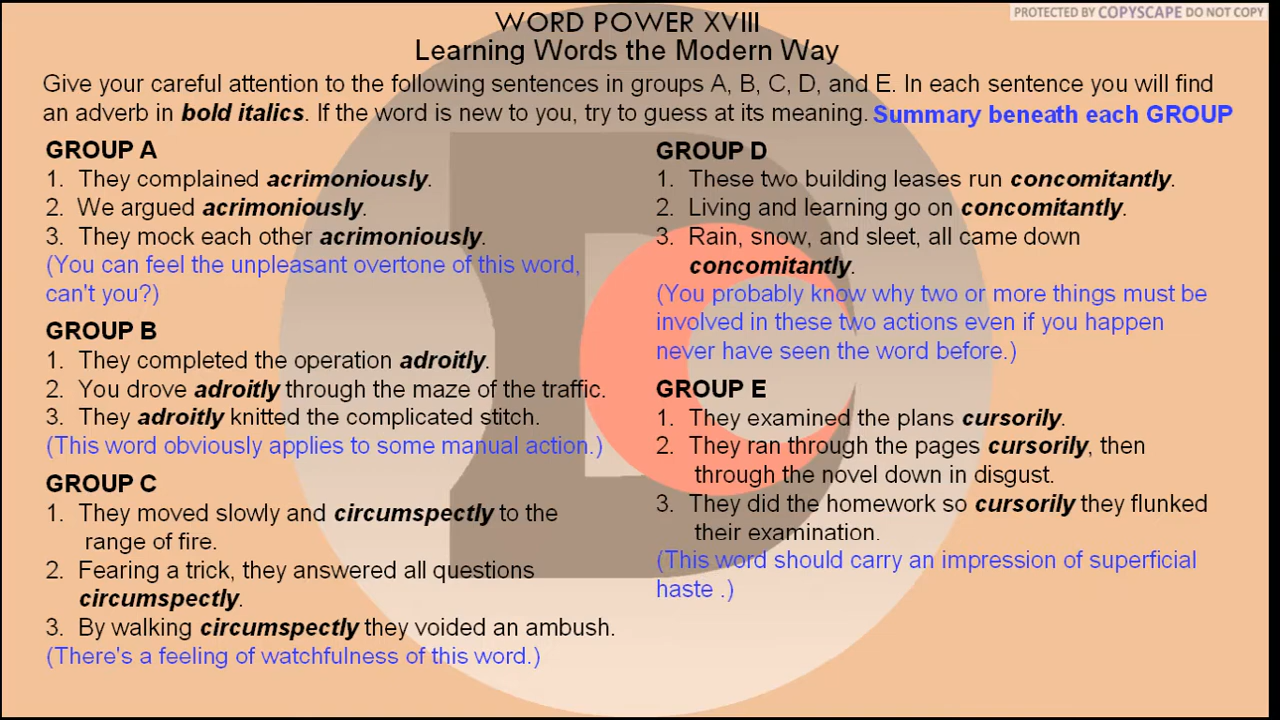 PROTECTED BY COPYSCAPE DO NOT COPY
WORD POWER XVIII
Learning Words the Modern Way
Give your careful attention to the following sentences in groups A, B, C, D, and E. In each sentence you will find
an adverb in bold italics. If the word is new to you, try to guess at its meaning. Summary beneath each GROUP
GROUP A
1. They complained acrimoniously.
2. We argued acrimoniously.
3. They mock each other acrimoniously.
(You can feel the unpleasant overtone of this word,
can't you?)
GROUP B
1. They completed the operation adroitly.
2. You drove adroitly through the maze of the traffic.
3. They adroitly knitted the complicated stitch.
(This word obviously applies to some manual action.)
GROUP C
1. They moved slowly and circumspectly to the
range of fire.
2. Fearing a trick, they answered all questions
circumspectly.
3. By walking circumspectly they voided an ambush.
(There's a feeling of watchfulness of this word.)
GROUP D
1. These two building leases run concomitantly.
2. Living and learning go on concomitantly.
3. Rain, snow, and sleet, all came down
concomitantly.
(You probably know why two or more things must be
involved in these two actions even if you happen
never have seen the word before.)
GROUP E
1. They examined the plans cursorily.
2. They ran through the pages cursorily, then
through the novel down in disgust.
3. They did the homework so cursorily they flunked
their examination.
(This word should carry an impression of superficial
haste .)